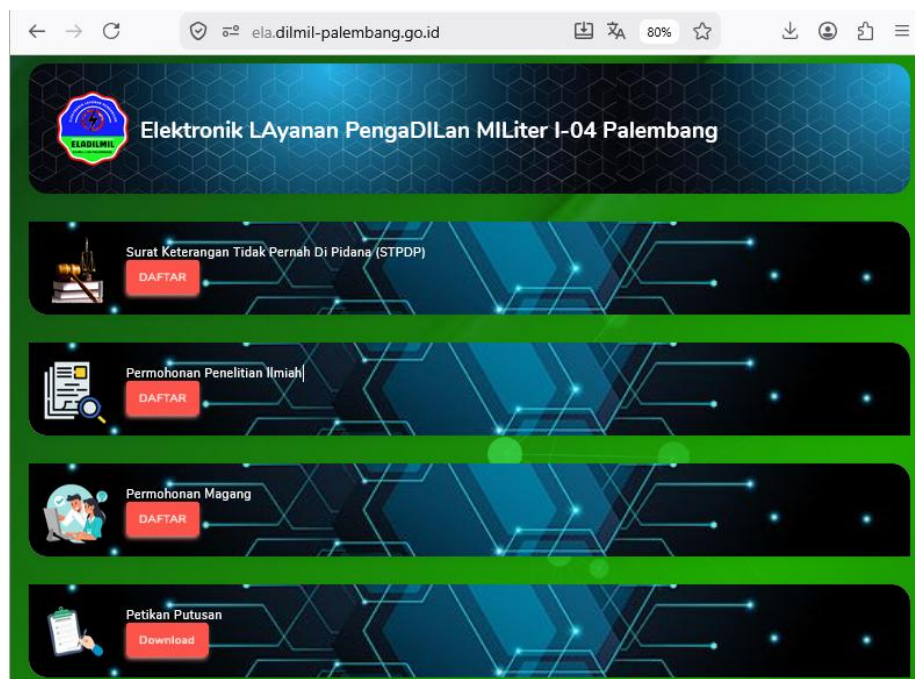 ela.dilmil-palembang.go.id
80%
ELADILMIL
Elektronik LAyanan PengaDILan MILiter I-04 Palembang
Surat Keterangan Tidak Pernah Di Pidana (STPDP)
DAFTAR
Permohonan Penelitian Ilmiah
DAFTAR
Permohonan Magang
DAFTAR
Petikan Putusan
Download